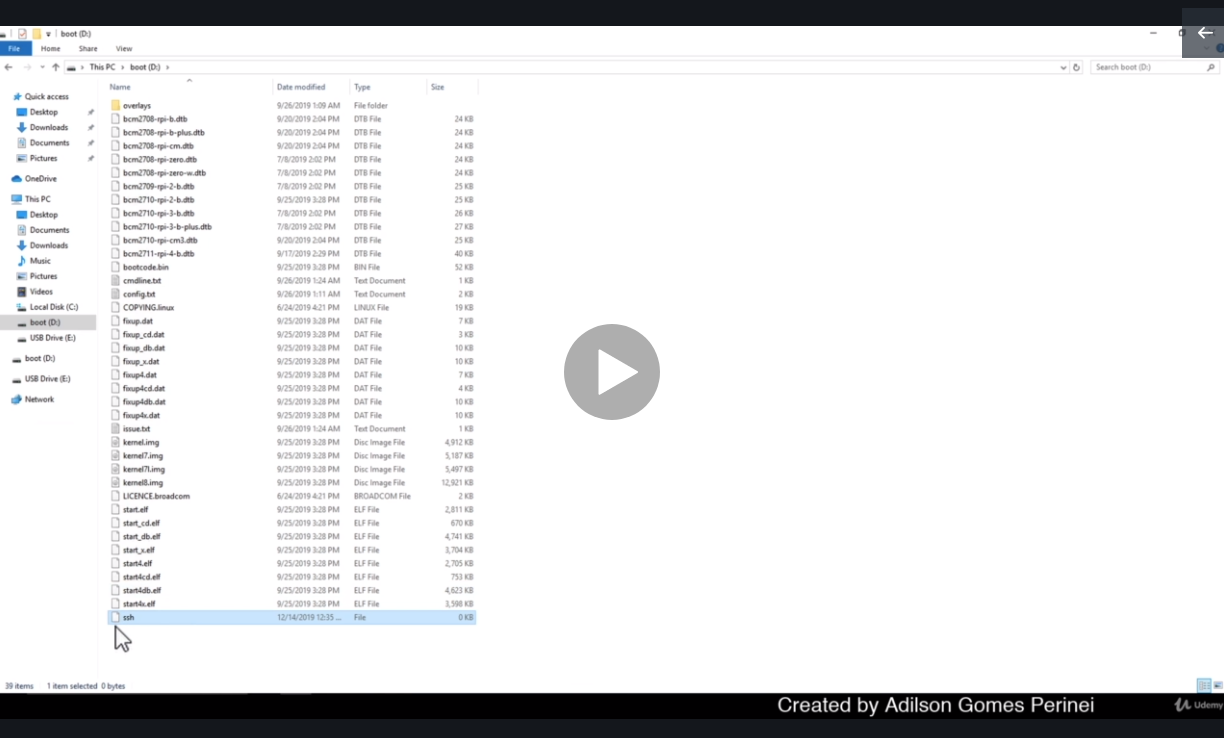 boot (D:)
File Home Share View
This PC › boot (D:) › Search boot (D:)
Name Date modified Type Size
Quick access
Desktop
Downloads
Documents
Pictures
OneDrive
This PC
Desktop
Documents
Downloads
Music
Pictures
Videos
Local Disk (C:)
boot (D:)
USB Drive (E:)
boot (D:)
USB Drive (E:)
Network
overlays 9/26/2019 1:09 AM File folder
bcm2708-rpi-b.dtb 9/20/2019 2:04 PM DTB File 24 KB
bcm2708-rpi-b-plus.dtb 9/20/2019 2:04 PM DTB File 24 KB
bcm2708-rpi-cm.dtb 9/20/2019 2:04 PM DTB File 24 KB
bcm2708-rpi-zero.dtb 7/8/2019 2:02 PM DTB File 24 KB
bcm2708-rpi-zero-w.dtb 7/8/2019 2:02 PM DTB File 24 KB
bcm2709-rpi-2-b.dtb 7/8/2019 2:02 PM DTB File 25 KB
bcm2710-rpi-2-b.dtb 9/25/2019 3:28 PM DTB File 25 KB
bcm2710-rpi-3-b.dtb 7/8/2019 2:02 PM DTB File 26 KB
bcm2710-rpi-3-b-plus.dtb 7/8/2019 2:02 PM DTB File 27 KB
bcm2710-rpi-cm3.dtb 9/20/2019 2:04 PM DTB File 25 KB
bcm2711-rpi-4-b.dtb 9/17/2019 2:29 PM DTB File 40 KB
bootcode.bin 9/25/2019 3:28 PM BIN File 52 KB
cmdline.txt 9/26/2019 1:24 AM Text Document 1 KB
config.txt 9/26/2019 1:11 AM Text Document 2 KB
COPYING.linux 6/24/2019 4:21 PM LINUX File 19 KB
fixup.dat 9/25/2019 3:28 PM DAT File 7 KB
fixup_cd.dat 9/25/2019 3:28 PM DAT File 3 KB
fixup_db.dat 9/25/2019 3:28 PM DAT File 10 KB
fixup_x.dat 9/25/2019 3:28 PM DAT File 10 KB
fixup4.dat 9/25/2019 3:28 PM DAT File 7 KB
fixup4cd.dat 9/25/2019 3:28 PM DAT File 4 KB
fixup4db.dat 9/25/2019 3:28 PM DAT File 10 KB
fixup4x.dat 9/25/2019 3:28 PM DAT File 10 KB
issue.txt 9/26/2019 1:24 AM Text Document 1 KB
kernel.img 9/25/2019 3:28 PM Disc Image File 4,912 KB
kernel7.img 9/25/2019 3:28 PM Disc Image File 5,187 KB
kernel7l.img 9/25/2019 3:28 PM Disc Image File 5,497 KB
kernel8.img 9/25/2019 3:28 PM Disc Image File 12,921 KB
LICENCE.broadcom 6/24/2019 4:21 PM BROADCOM File 2 KB
start.elf 9/25/2019 3:28 PM ELF File 2,811 KB
start_cd.elf 9/25/2019 3:28 PM ELF File 670 KB
start_db.elf 9/25/2019 3:28 PM ELF File 4,741 KB
start_x.elf 9/25/2019 3:28 PM ELF File 3,704 KB
start4.elf 9/25/2019 3:28 PM ELF File 2,705 KB
start4cd.elf 9/25/2019 3:28 PM ELF File 753 KB
start4db.elf 9/25/2019 3:28 PM ELF File 4,623 KB
start4x.elf 9/25/2019 3:28 PM ELF File 3,598 KB
ssh 12/14/2019 12:35 ... File 0 KB
39 items 1 item selected 0 bytes
Created by Adilson Gomes Perinei
Udemy